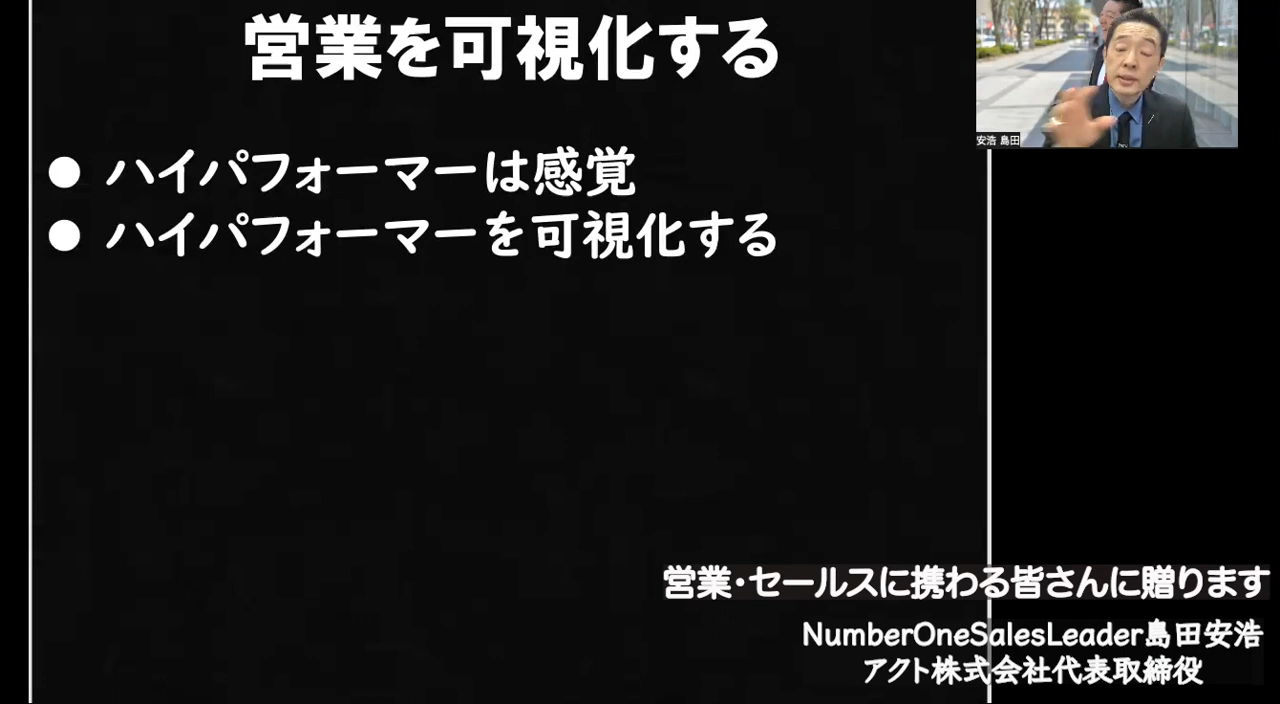 営業を可視化する
安浩 島田
● ハイパフォーマーは感覚
● ハイパフォーマーを可視化する
営業・セールスに携わる皆さんに贈ります
NumberOneSalesLeader島田安浩
アクト株式会社代表取締役